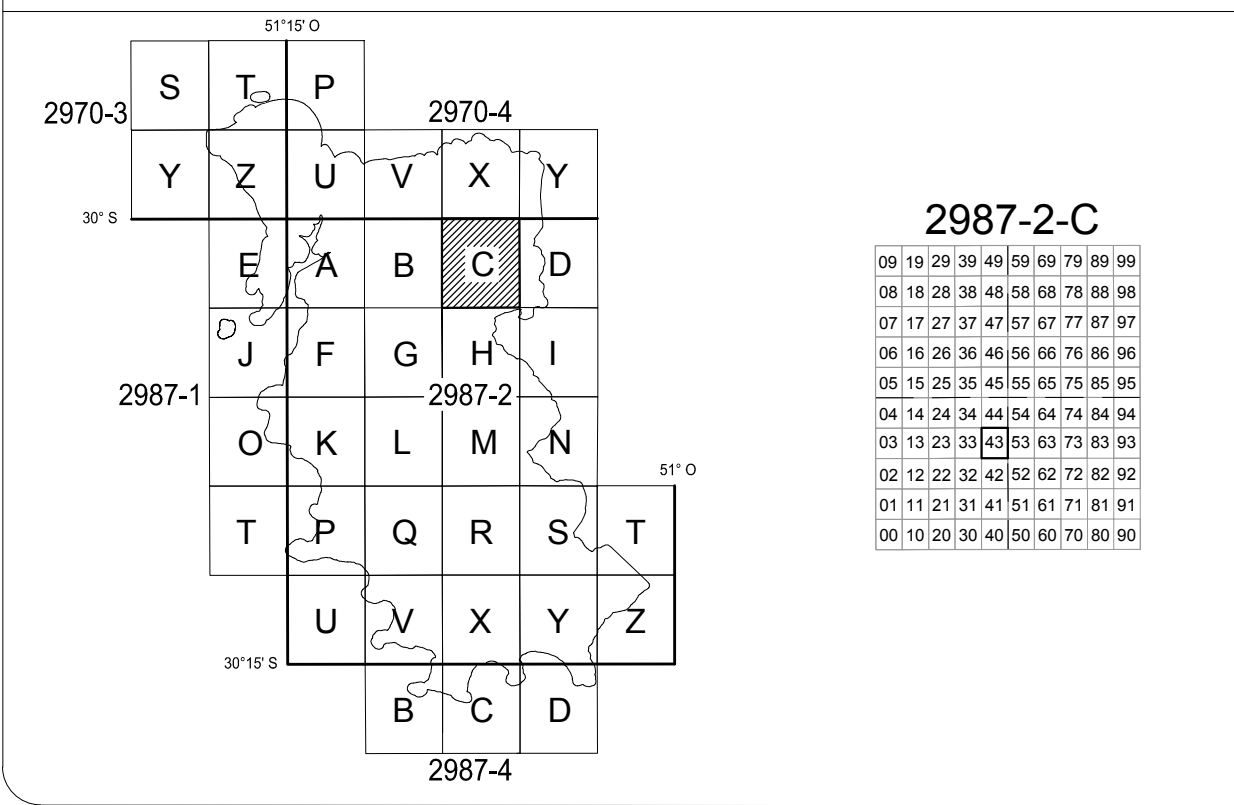 51°15' O
S T P
2970-3 2970-4
Y Z U V X Y
30° S
E A B C D
J F G H I
2987-1 2987-2
O K L M N
51° O
T P Q R S T
U V X Y Z
30°15' S
B C D
2987-4
2987-2-C
09 19 29 39 49 59 69 79 89 99
08 18 28 38 48 58 68 78 88 98
07 17 27 37 47 57 67 77 87 97
06 16 26 36 46 56 66 76 86 96
05 15 25 35 45 55 65 75 85 95
04 14 24 34 44 54 64 74 84 94
03 13 23 33 43 53 63 73 83 93
02 12 22 32 42 52 62 72 82 92
01 11 21 31 41 51 61 71 81 91
00 10 20 30 40 50 60 70 80 90